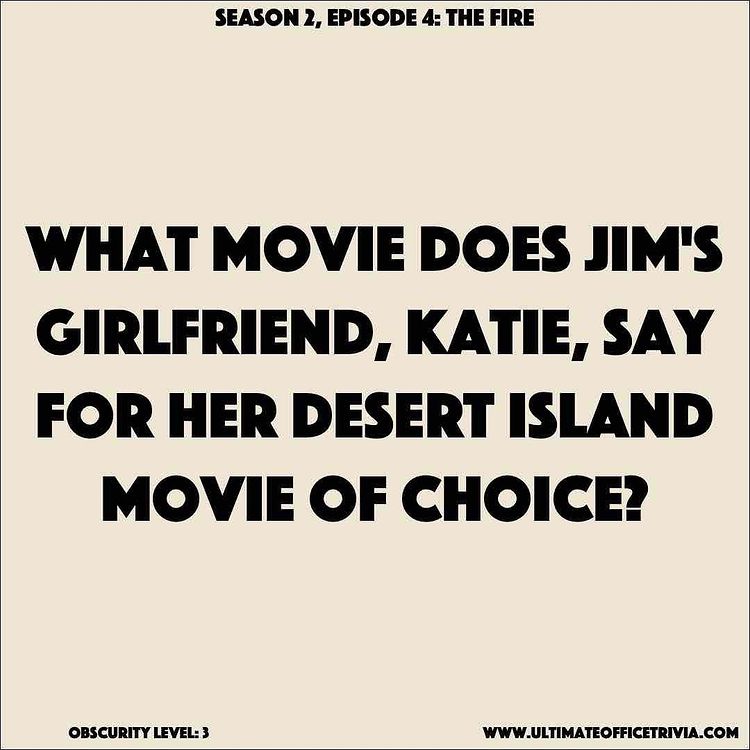 SEASON 2, EPISODE 4: THE FIRE
WHAT MOVIE DOES JIM'S
GIRLFRIEND, KATIE, SAY
FOR HER DESERT ISLAND
MOVIE OF CHOICE?
OBSCURITY LEVEL: 3
WWW.ULTIMATEOFFICETRIVIA.COM